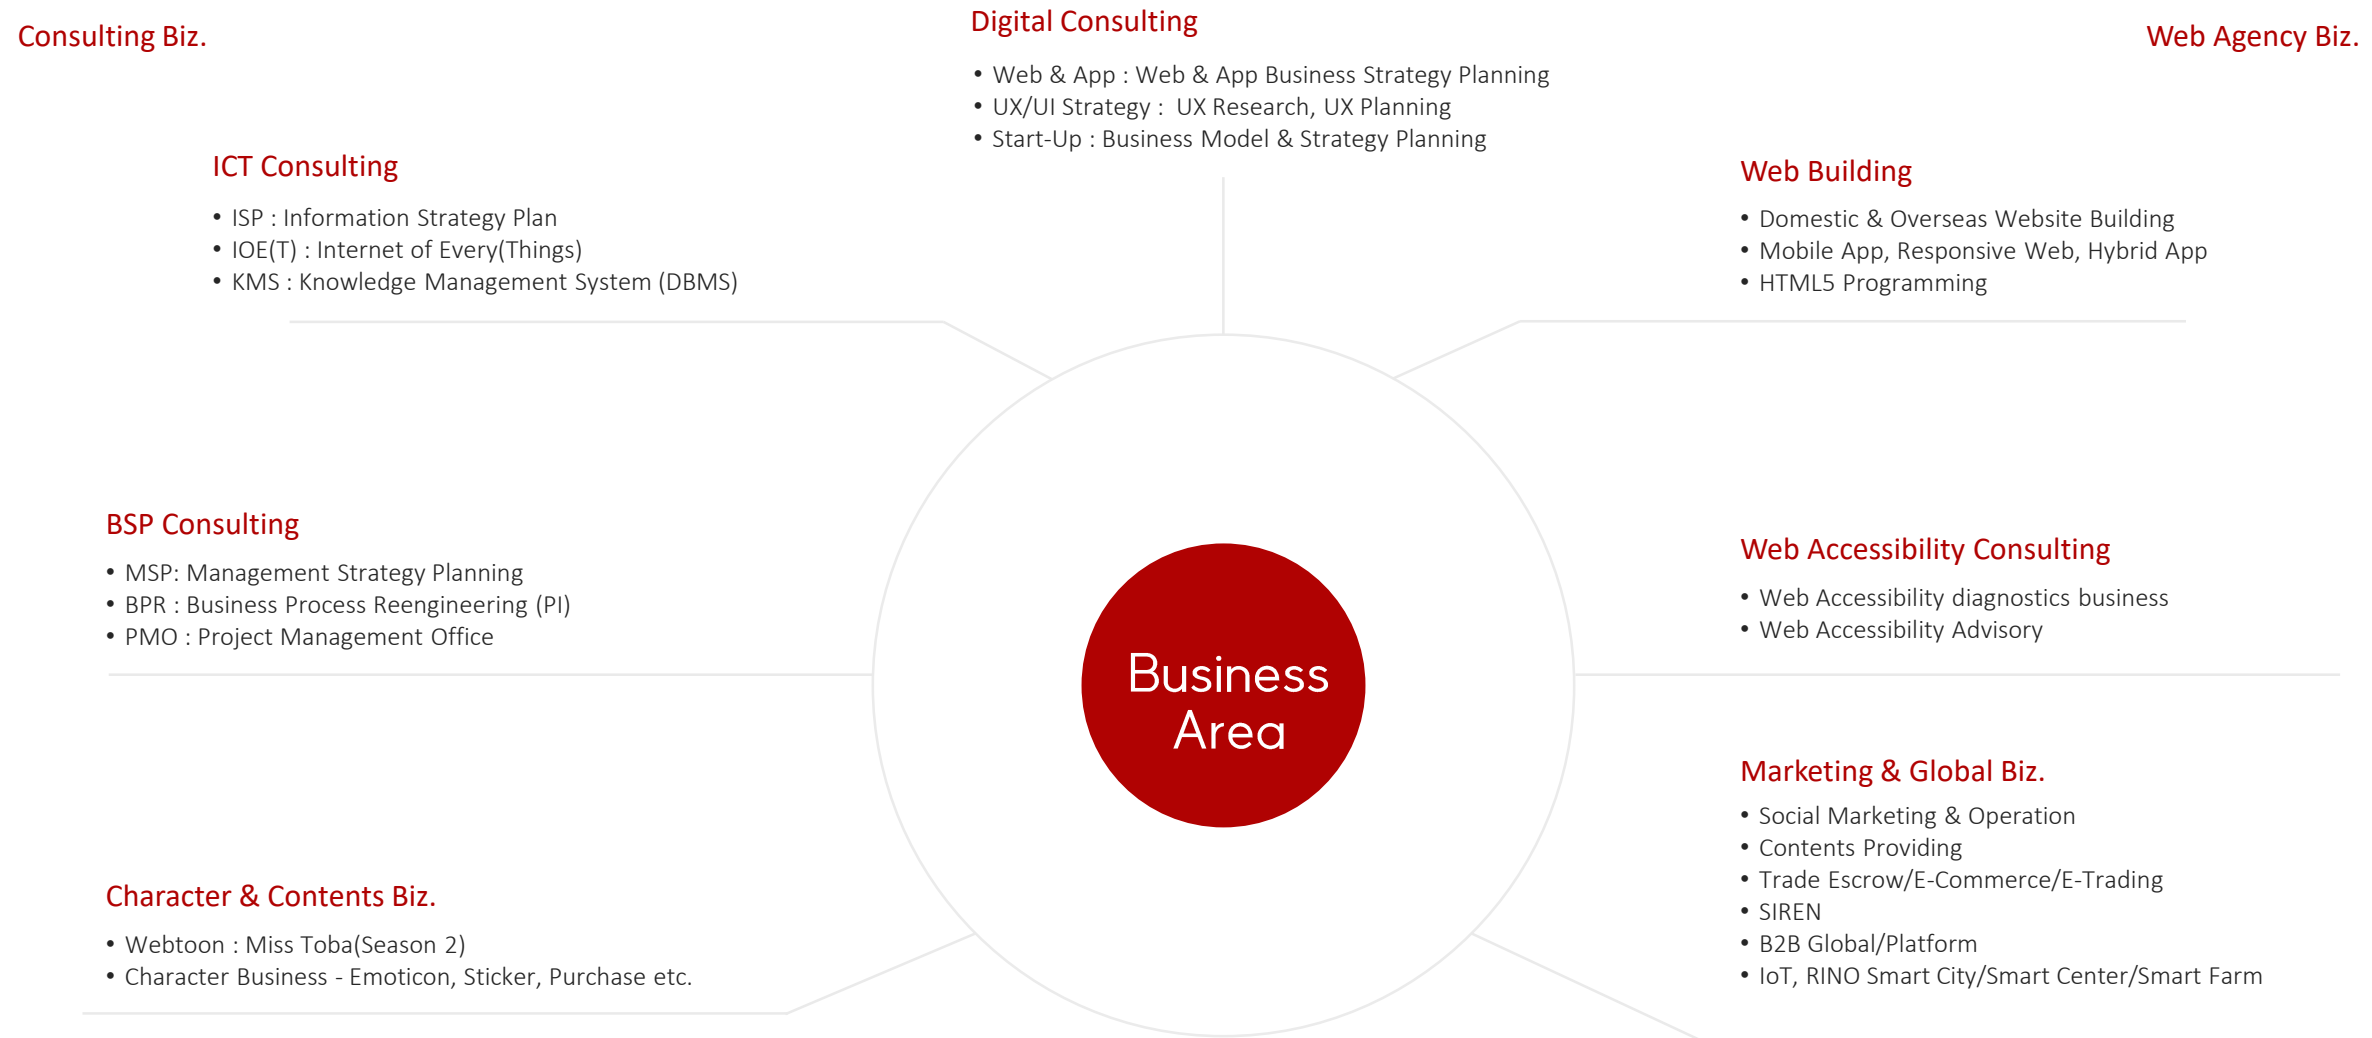 Consulting Biz.
Digital Consulting
Web Agency Biz.
• Web & App : Web & App Business Strategy Planning
• UX/UI Strategy :  UX Research, UX Planning
• Start-Up : Business Model & Strategy Planning
ICT Consulting
• ISP : Information Strategy Plan
• IOE(T) : Internet of Every(Things)
• KMS : Knowledge Management System (DBMS)
Web Building
• Domestic & Overseas Website Building
• Mobile App, Responsive Web, Hybrid App
• HTML5 Programming
BSP Consulting
• MSP: Management Strategy Planning
• BPR : Business Process Reengineering (PI)
• PMO : Project Management Office
Business
Area
Web Accessibility Consulting
• Web Accessibility diagnostics business
• Web Accessibility Advisory
Character & Contents Biz.
• Webtoon : Miss Toba(Season 2)
• Character Business - Emoticon, Sticker, Purchase etc.
Marketing & Global Biz.
• Social Marketing & Operation
• Contents Providing
• Trade Escrow/E-Commerce/E-Trading
• SIREN
• B2B Global/Platform
• IoT, RINO Smart City/Smart Center/Smart Farm